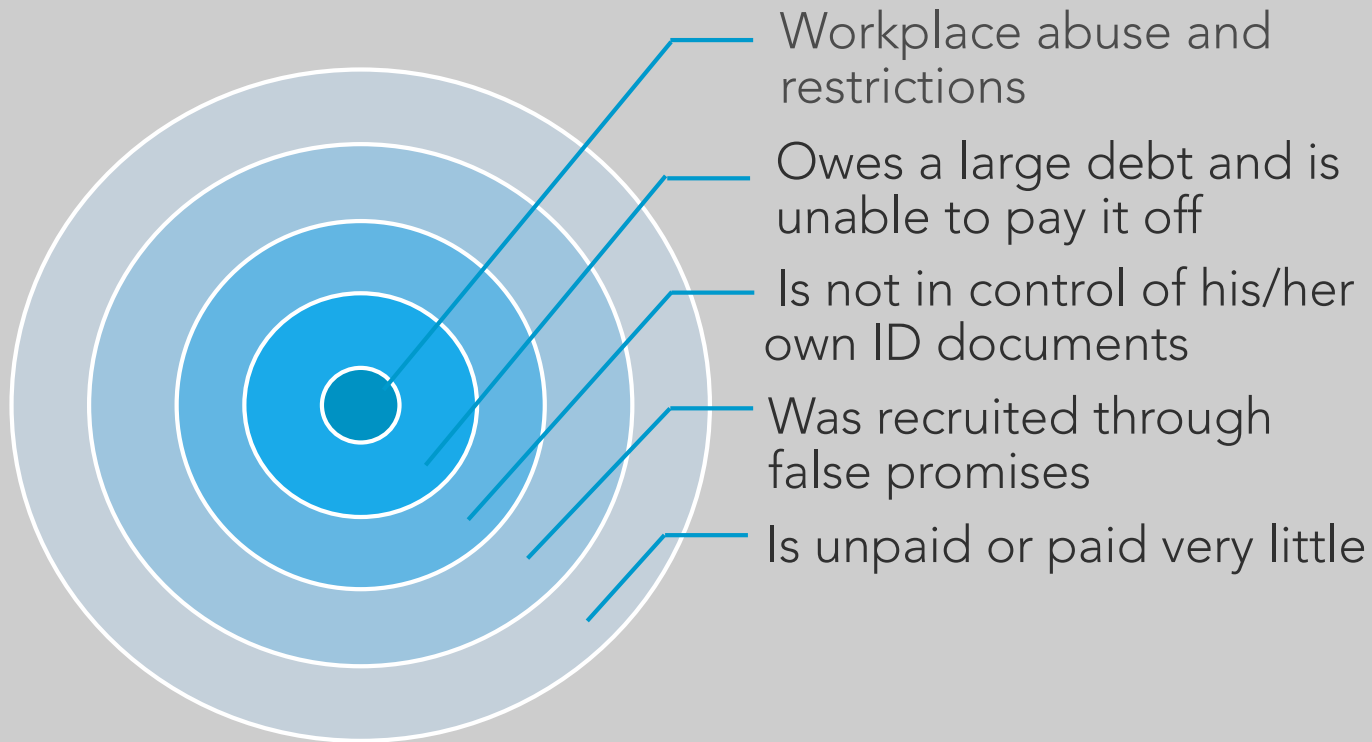 Workplace abuse and
restrictions
Owes a large debt and is
unable to pay it off
Is not in control of his/her
own ID documents
Was recruited through
false promises
Is unpaid or paid very little